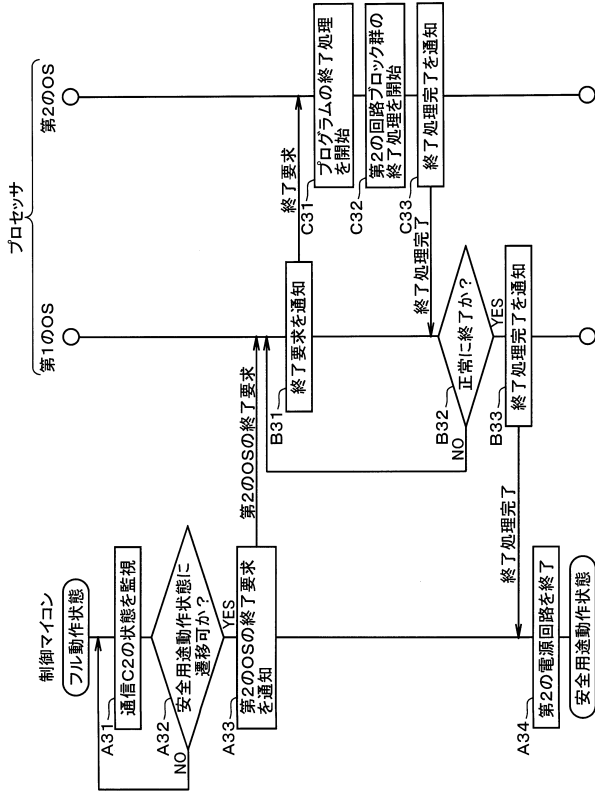 プロセッサ
制御マイコン
第1のOS
第2のOS
フル動作状態
A31
通信C2の状態を監視
A32
安全用途動作状態に
遷移可か?
NO
YES
A33
第2のOSの終了要求
を通知
第2のOSの終了要求
B31
終了要求を通知
終了要求
C31
プログラムの終了処理
を開始
C32
第2の回路ブロック群の
終了処理を開始
C33
終了処理完了を通知
終了処理完了
B32
正常に終了か?
NO
YES
B33
終了処理完了を通知
終了処理完了
A34
第2の電源回路を終了
安全用途動作状態